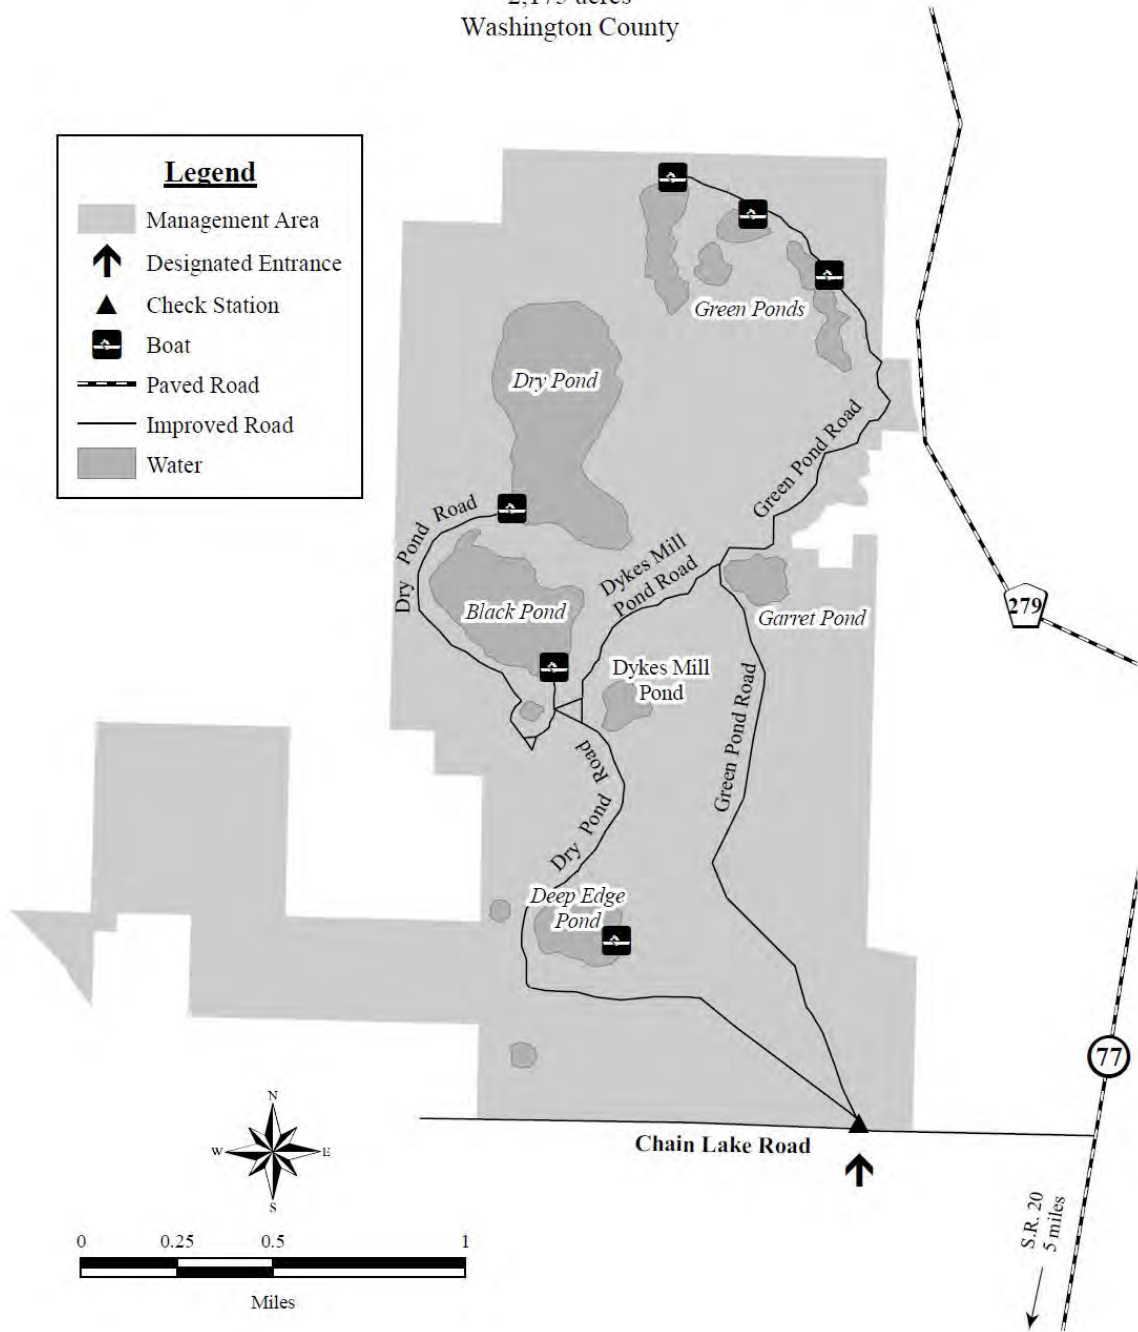 2,175 acres
Washington County
Legend
Management Area
Designated Entrance
Check Station
Boat
Paved Road
Improved Road
Water
Green Ponds
Dry Pond
Green Pond Road
Dry Pond Road
Dykes Mill
Pond Road
Black Pond
Garret Pond
279
Dykes Mill
Pond
Green Pond Road
Dry Pond Road
Deep Edge
Pond
77
Chain Lake Road
N
W
E
S
S.R. 20
5 miles
0 0.25 0.5 1
Miles